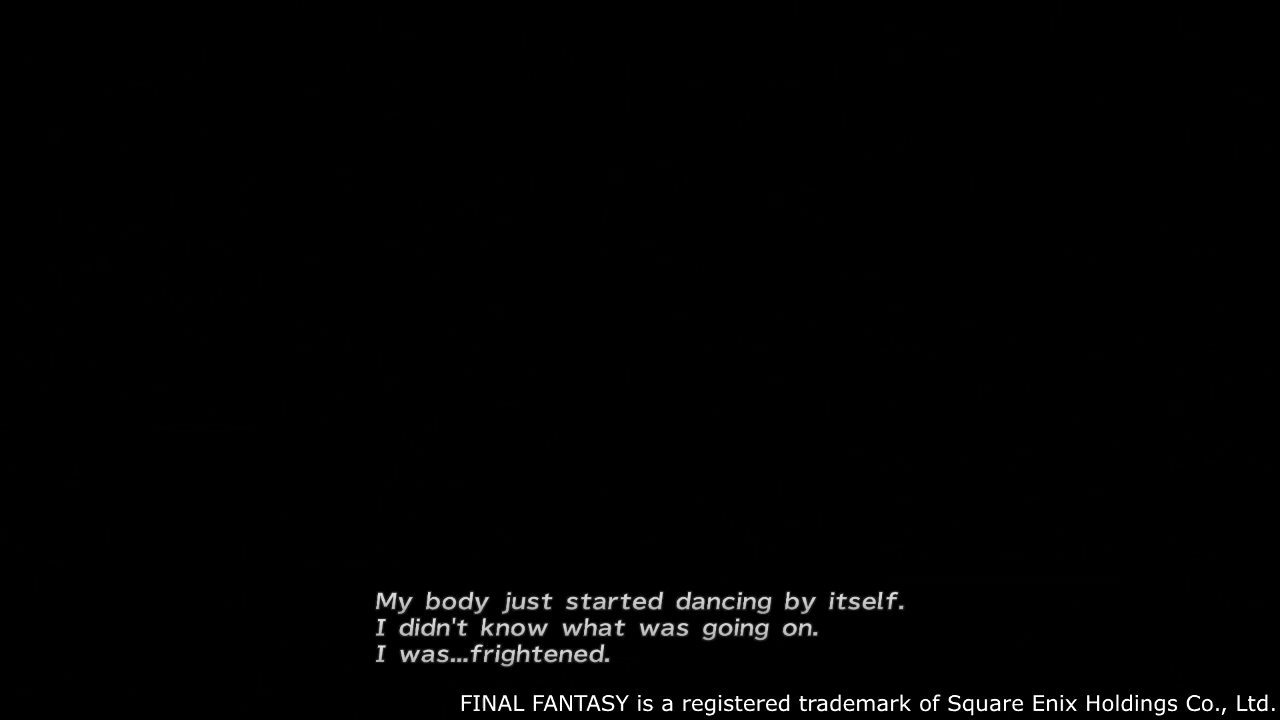 My body just started dancing by itself.
I didn't know what was going on.
I was...frightened.
FINAL FANTASY is a registered trademark of Square Enix Holdings Co., Ltd.